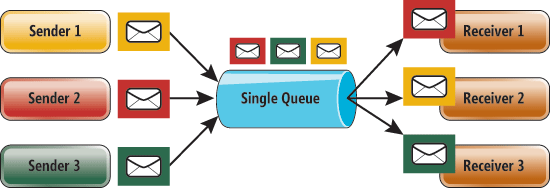 Sender 1
Receiver 1
Sender 2
Single Queue
Receiver 2
Sender 3
Receiver 3